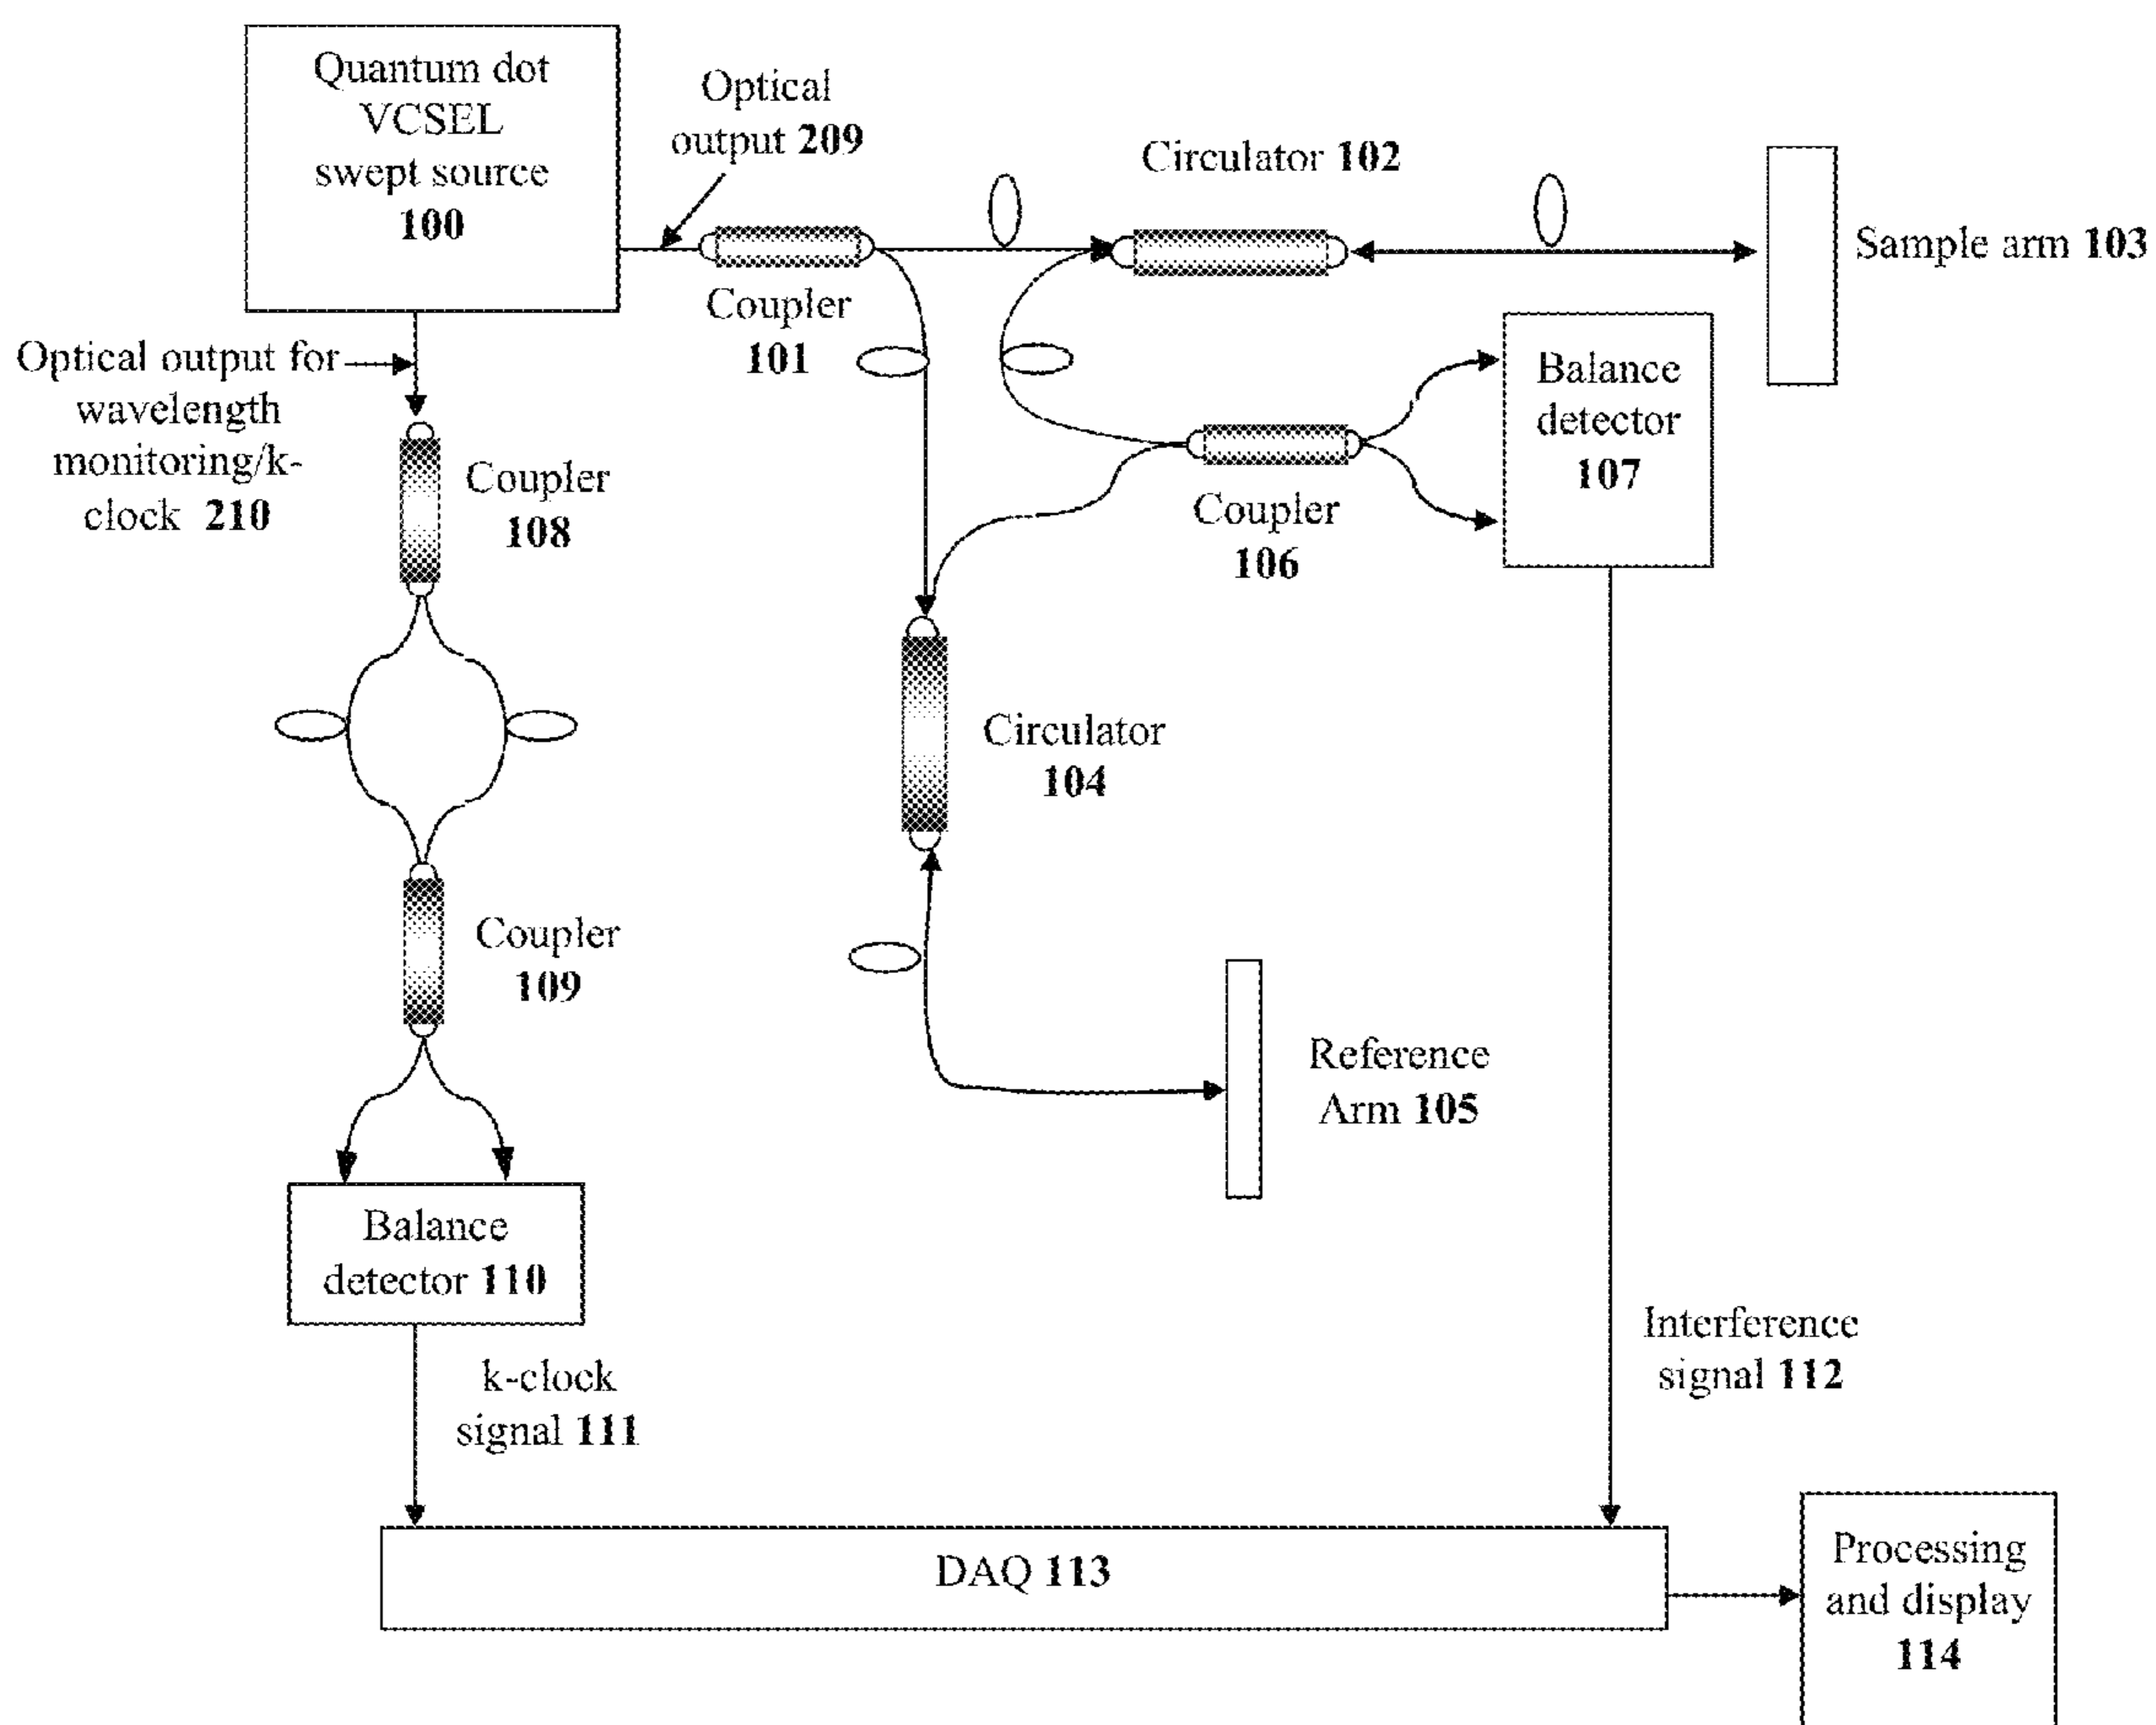 Quantum dot
VCSEL
swept source
100
Optical
output 209
Circulator 102
Sample arm 103
Coupler
101
Optical output for
wavelength
monitoring/k-
clock 210
Coupler
108
Balance
detector
107
Coupler
106
Circulator
104
Coupler
109
Reference
Arm 105
Balance
detector 110
k-clock
signal 111
Interference
signal 112
DAQ 113
Processing
and display
114